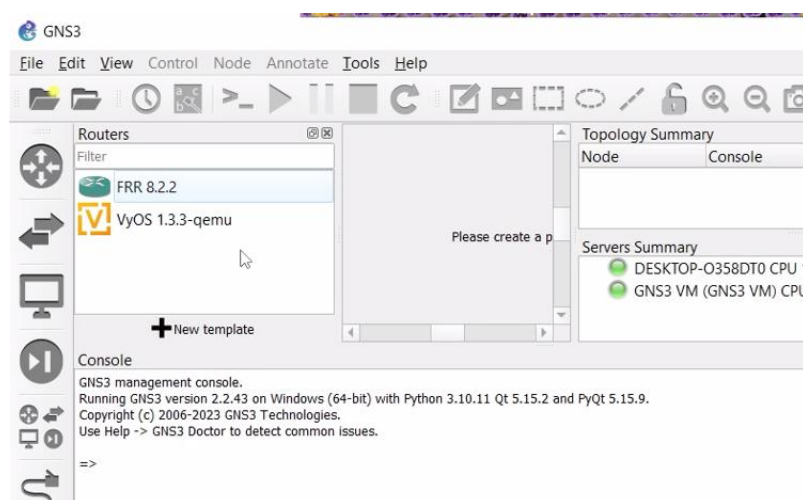 GNS3
File Edit View Control Node Annotate Tools Help
Routers
Filter
FRR 8.2.2
VyOS 1.3.3-qemu
New template
Please create a p
Topology Summary
Node Console
Servers Summary
DESKTOP-O358DT0 CPU
GNS3 VM (GNS3 VM) CPU
Console
GNS3 management console.
Running GNS3 version 2.2.43 on Windows (64-bit) with Python 3.10.11 Qt 5.15.2 and PyQt 5.15.9.
Copyright (c) 2006-2023 GNS3 Technologies.
Use Help -> GNS3 Doctor to detect common issues.
=>